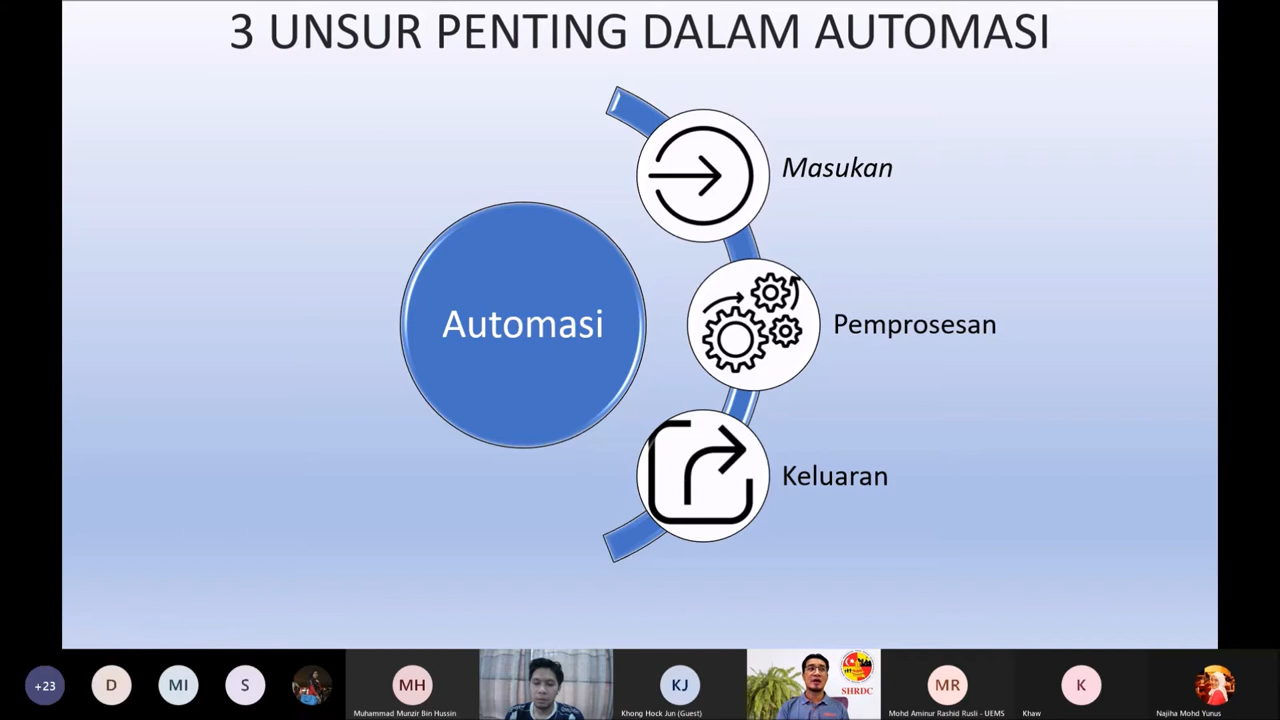 3 UNSUR PENTING DALAM AUTOMASI
Masukan
Automasi
Pemprosesan
Keluaran
+23
D
MI
S
MH
Muhammad Munzir Bin Hussin
KJ
Khong Hock Jun (Guest)
SHRDC
MR
Mohd Aminur Rashid Rusli - UEMS
K
Khaw
Najiha Mohd Yunus